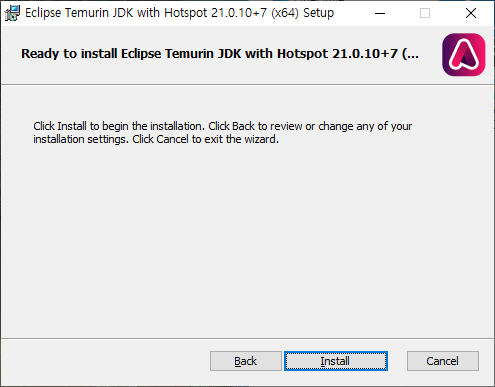 Eclipse Temurin JDK with Hotspot 21.0.10+7 (x64) Setup
Ready to install Eclipse Temurin JDK with Hotspot 21.0.10+7 (...
Click Install to begin the installation. Click Back to review or change any of your
installation settings. Click Cancel to exit the wizard.
Back
Install
Cancel